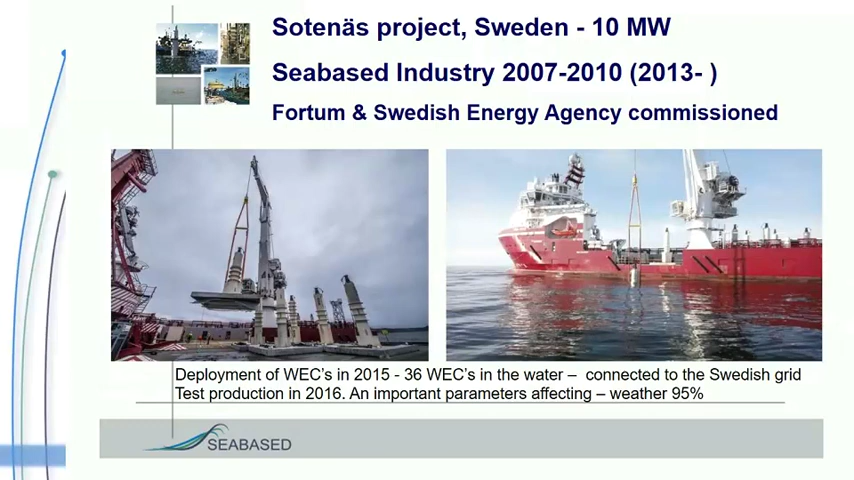 Sotenäs project, Sweden - 10 MW
Seabased Industry 2007-2010 (2013- )
Fortum & Swedish Energy Agency commissioned
Deployment of WEC's in 2015 - 36 WEC's in the water – connected to the Swedish grid
Test production in 2016. An important parameters affecting – weather 95%
SEABASED